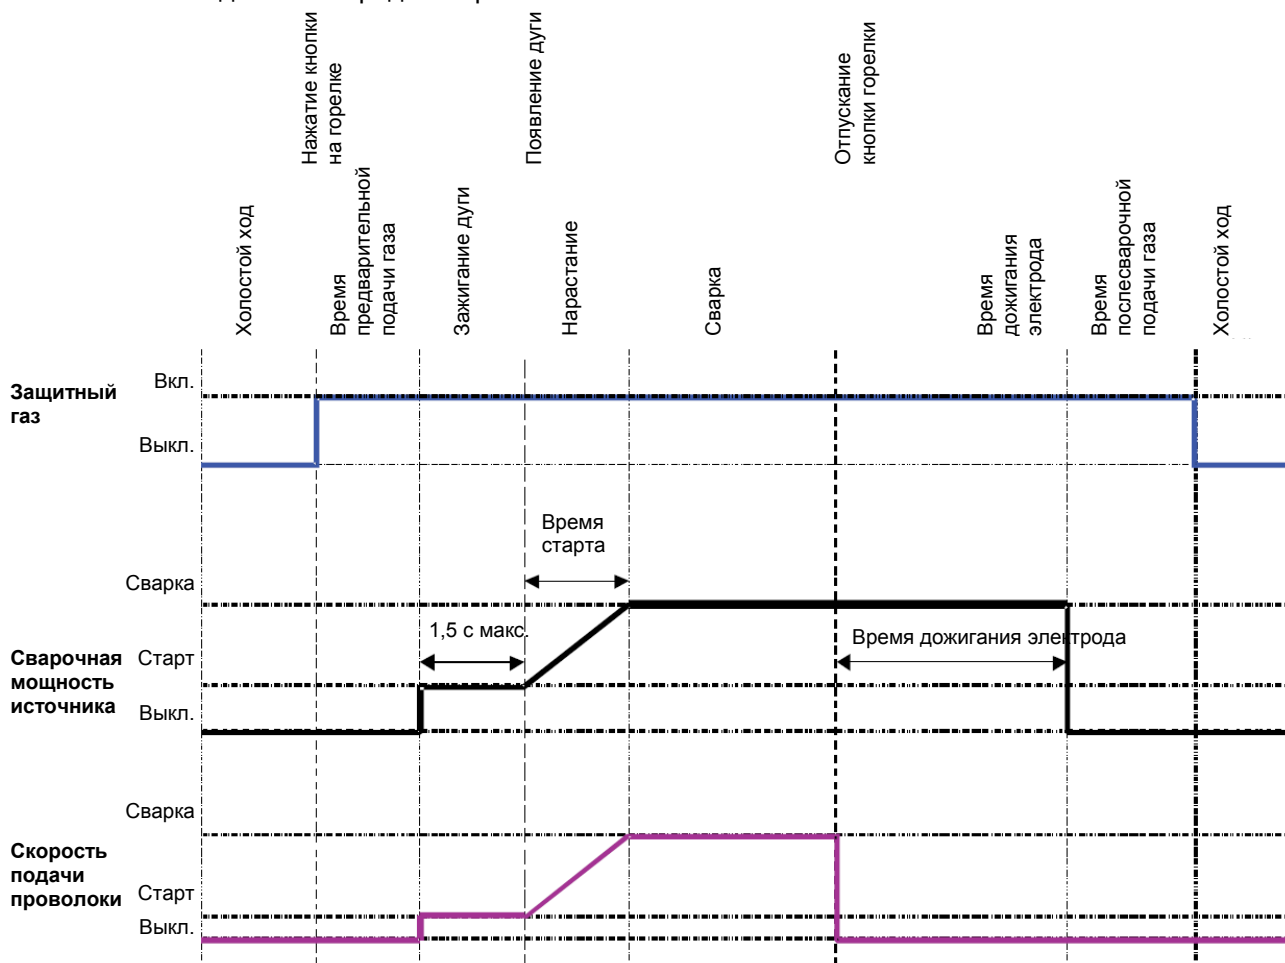 Нажатие кнопки
на горелке
Появление дуги
Отпускание
кнопки горелки
Холостой ход
Время
предварительной
подачи газа
Зажигание дуги
Нарастание
Сварка
Время
дожигания
электрода
Время
послесварочной
подачи газа
Холостой ход
Защитный
газ
Вкл.
Выкл.
Время
старта
Сварка
1,5 с макс.
Время дожигания электрода
Сварочная
мощность
источника
Старт
Выкл.
Сварка
Скорость
подачи
проволоки
Старт
Выкл.